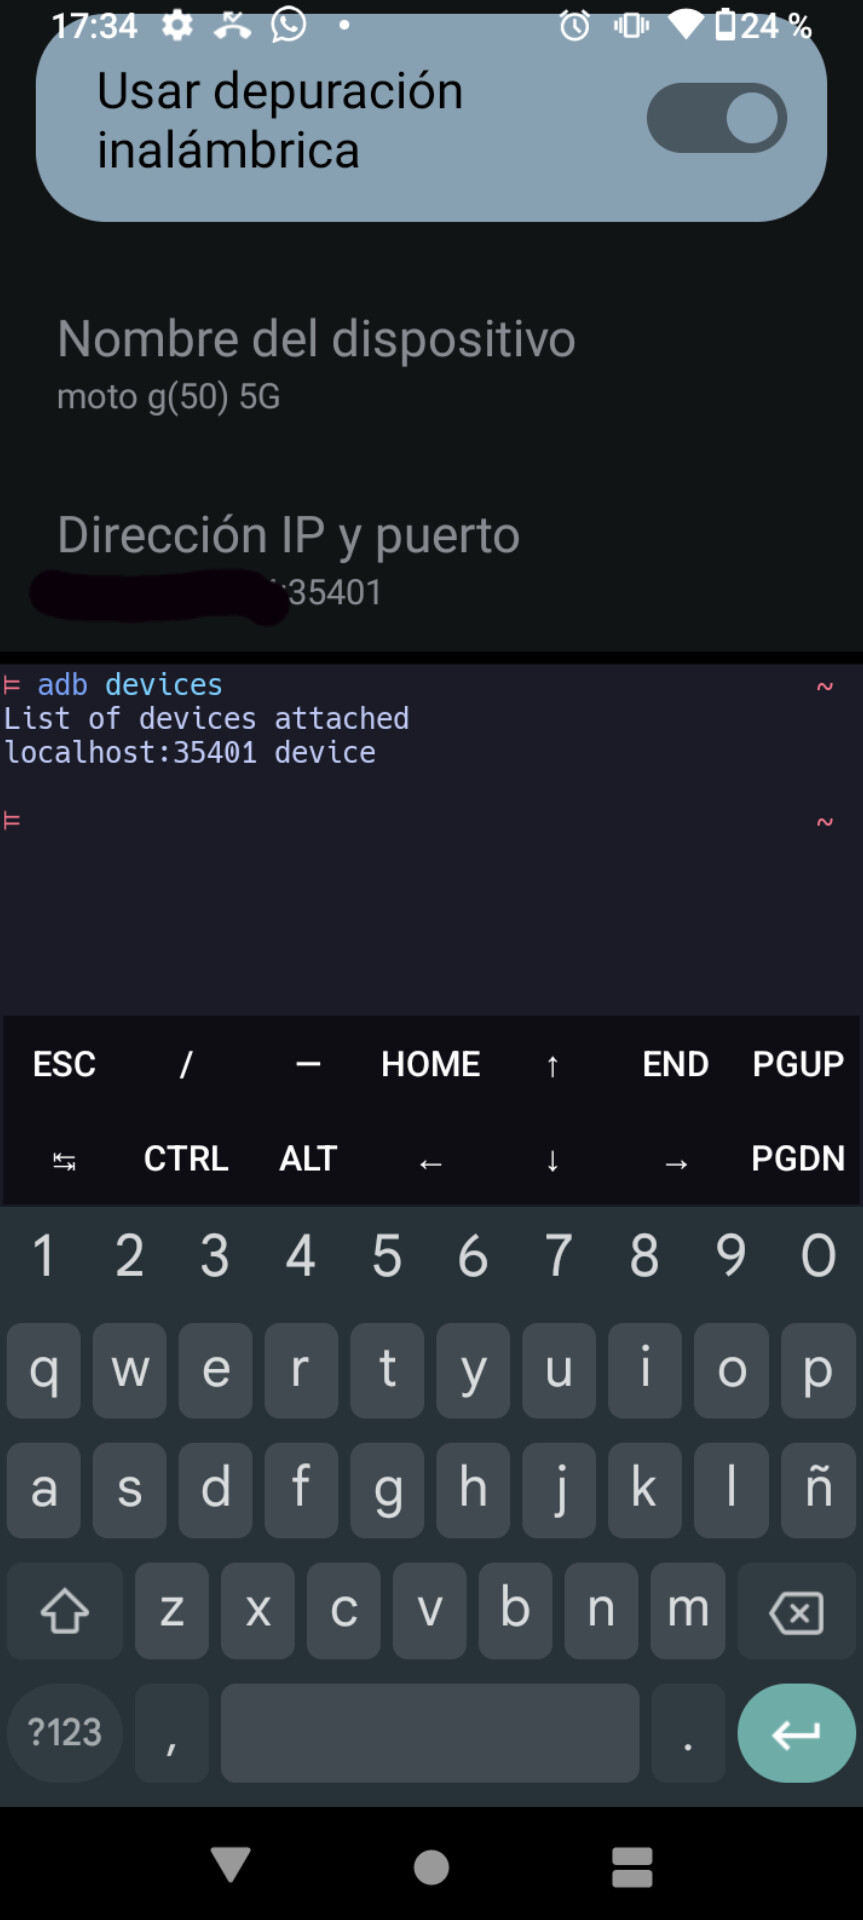 17:34 24 %
Usar depuración
inalámbrica
Nombre del dispositivo
moto g(50) 5G
Dirección IP y puerto
:35401
⊨ adb devices ~
List of devices attached
localhost:35401 device
⊨ ~
ESC / — HOME ↑ END PGUP
↹ CTRL ALT ← ↓ → PGDN
1 2 3 4 5 6 7 8 9 0
q w e r t y u i o p
a s d f g h j k l ñ
z x c v b n m
?123 , .